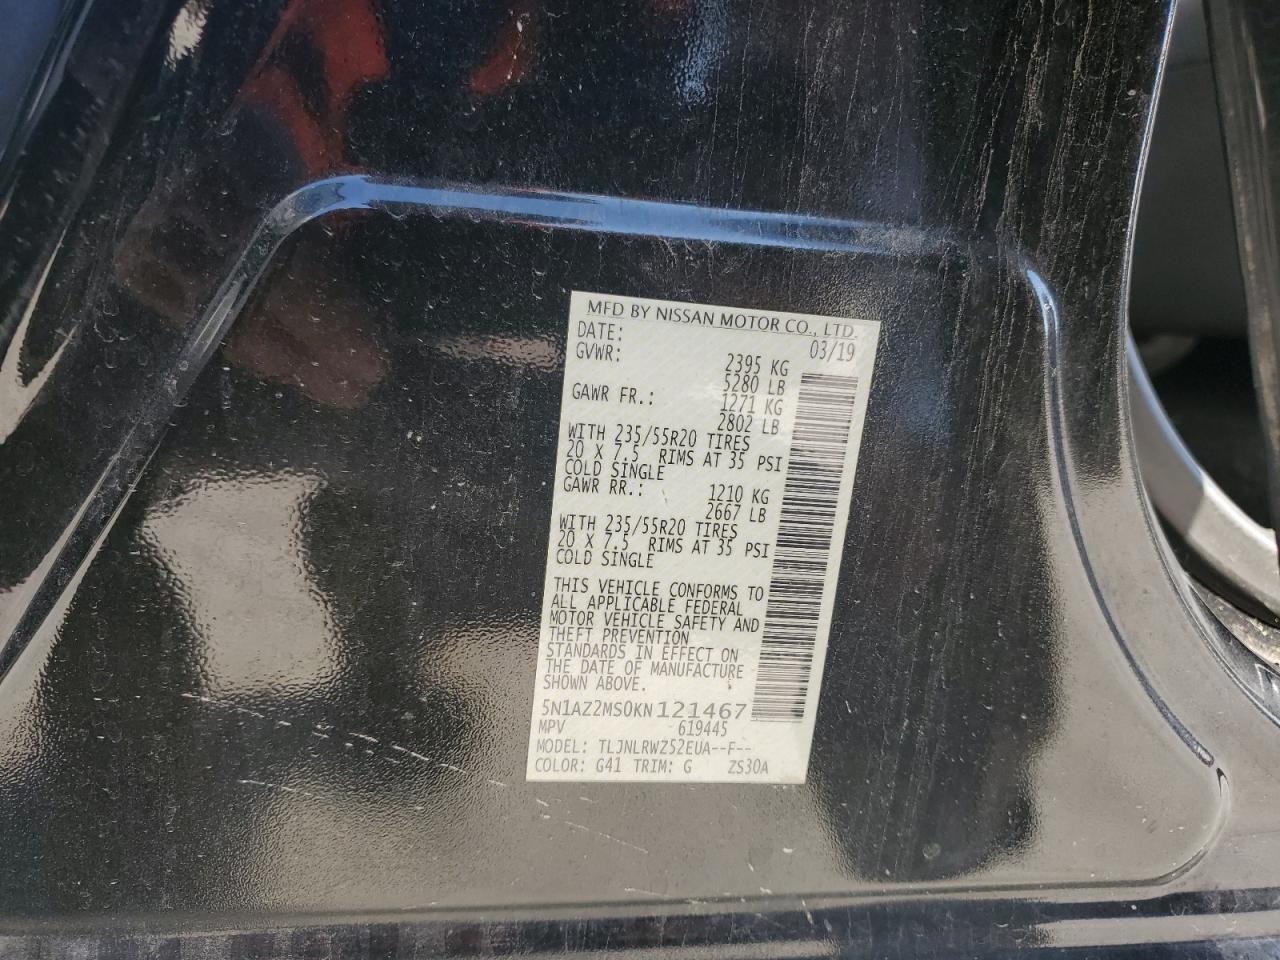 MFD BY NISSAN MOTOR CO., LTD.
DATE: 03/19
GVWR: 2395 KG
5280 LB
GAWR FR.: 1271 KG
2802 LB
WITH 235/55R20 TIRES
20 X 7.5 RIMS AT 35 PSI
COLD SINGLE
GAWR RR.: 1210 KG
2667 LB
WITH 235/55R20 TIRES
20 X 7.5 RIMS AT 35 PSI
COLD SINGLE
THIS VEHICLE CONFORMS TO
ALL APPLICABLE FEDERAL
MOTOR VEHICLE SAFETY AND
THEFT PREVENTION
STANDARDS IN EFFECT ON
THE DATE OF MANUFACTURE
SHOWN ABOVE.
5N1AZ2MS0KN121467
MPV 619445
MODEL: TLJNLRWZ52EUA--F--
COLOR: G41 TRIM: G ZS30A